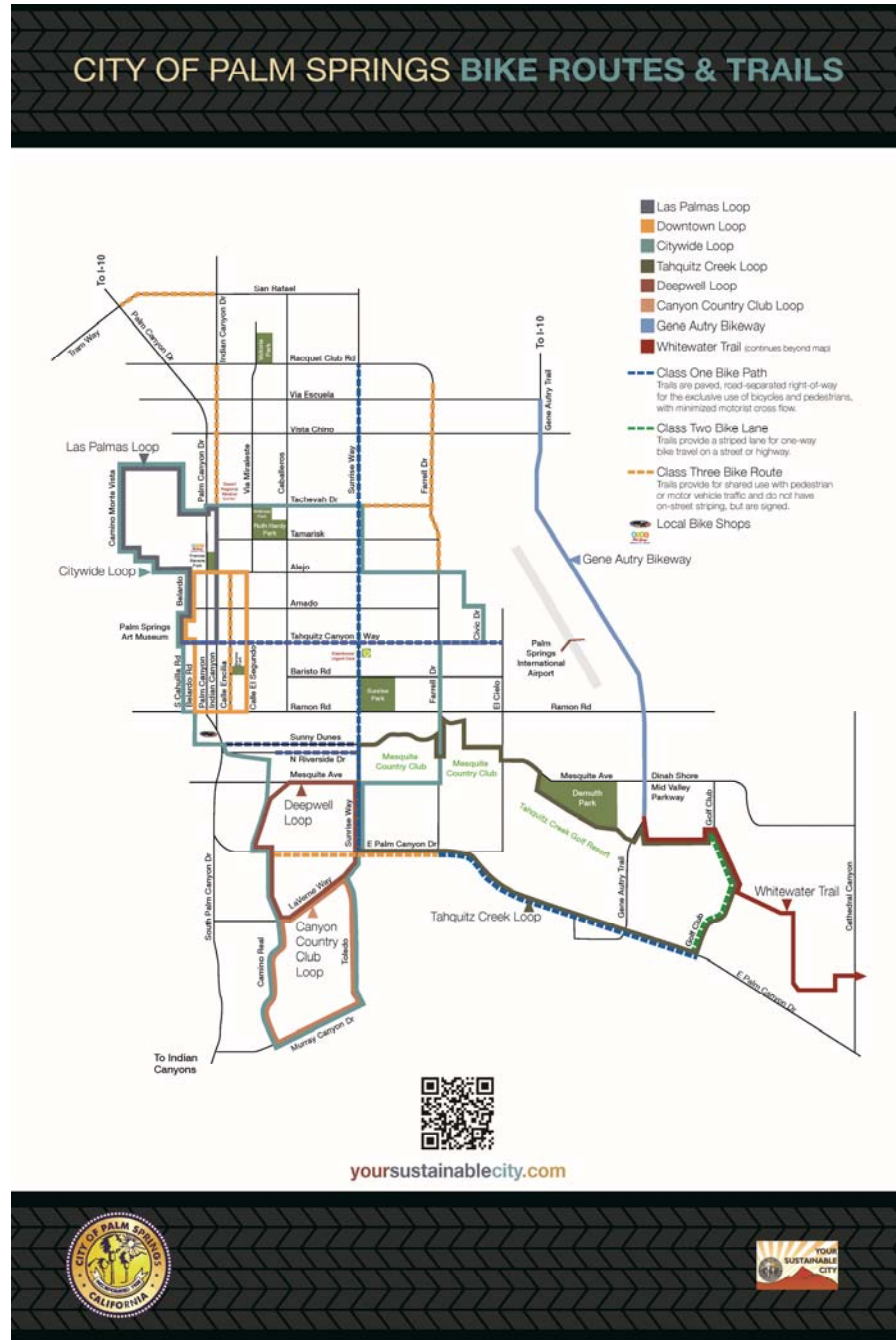 CITY OF PALM SPRINGS BIKE ROUTES & TRAILS
Las Palmas Loop
Downtown Loop
Citywide Loop
Tahquitz Creek Loop
Deepwell Loop
Canyon Country Club Loop
Gene Autry Bikeway
Whitewater Trail (continues beyond map)
Class One Bike Path
Trails are paved, road-separated right-of-way
for the exclusive use of bicycles and pedestrians,
with minimized motorist cross flow.
Class Two Bike Lane
Trails provide a striped lane for one-way
bike travel on a street or highway.
Class Three Bike Route
Trails provide for shared use with pedestrian
or motor vehicle traffic and do not have
on-street striping, but are signed.
Local Bike Shops
To I-10
Tram Way
Palm Canyon Dr
Indian Canyon Dr
San Rafael
Victoria
Park
Racquet Club Rd
To I-10
Gene Autry Trail
Via Escuela
Vista Chino
Las Palmas Loop
Camino Monte Vista
Palm Canyon Dr
Via Miraleste
Caballeros
Sunrise Way
Farrell Dr
Tachevah Dr
Ruth Hardy
Park
Tamarisk
Citywide Loop
Alejo
Gene Autry Bikeway
Belardo
Amado
Civic Dr
Palm Springs
Art Museum
Tahquitz Canyon Way
Palm
Springs
International
Airport
S Cahuilla Rd
Belardo Rd
Palm Canyon
Indian Canyon
Calle Encilia
Calle El Segundo
Baristo Rd
Sunrise
Park
Farrell Dr
El Cielo
Ramon Rd
Ramon Rd
Sunny Dunes
N Riverside Dr
Mesquite
Country Club
Mesquite
Country Club
Mesquite Ave
Mesquite Ave
Dinah Shore
Mid Valley
Parkway
Demuth
Park
Golf Club
Deepwell
Loop
Sunrise Way
Tahquitz Creek Golf Resort
E Palm Canyon Dr
South Palm Canyon Dr
LaVerne Way
Gene Autry Trail
Whitewater Trail
Cathedral Canyon
Tahquitz Creek Loop
Golf Club
Canyon
Country
Club
Loop
Camino Real
Toledo
E Palm Canyon Dr
Murray Canyon Dr
To Indian
Canyons
yoursustainablecity.com
CITY OF PALM SPRINGS
CALIFORNIA
YOUR
SUSTAINABLE
CITY